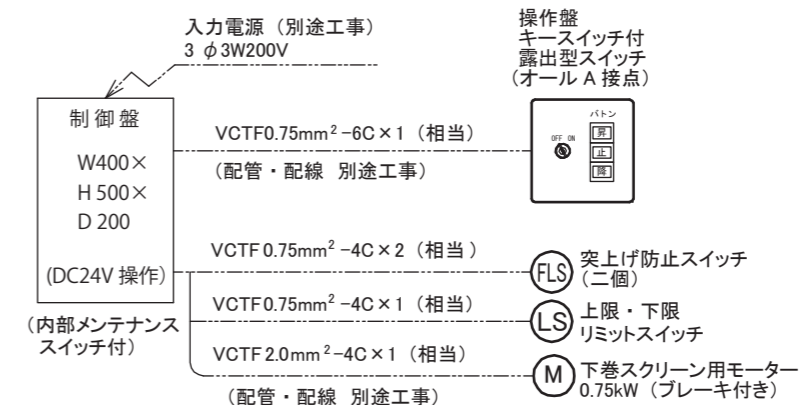 入力電源（別途工事）
3 φ3W200V
操作盤
キースイッチ付
露出型スイッチ
（オール A 接点）
制 御 盤
W400×
H 500×
D 200
(DC24V 操作)
（内部メンテナンス
スイッチ付）
VCTF0.75mm²-6C×1（相当）
（配管・配線 別途工事）
バトン
OFF ON
昇
止
降
VCTF 0.75mm²-4C×2（相当）
FLS
突上げ防止スイッチ
（二個）
VCTF0.75mm²-4C×1（相当）
LS
上限・下限
リミットスイッチ
VCTF 2.0mm²-4C×1（相当）
（配管・配線 別途工事）
M
下巻スクリーン用モーター
0.75kW（ブレーキ付き）